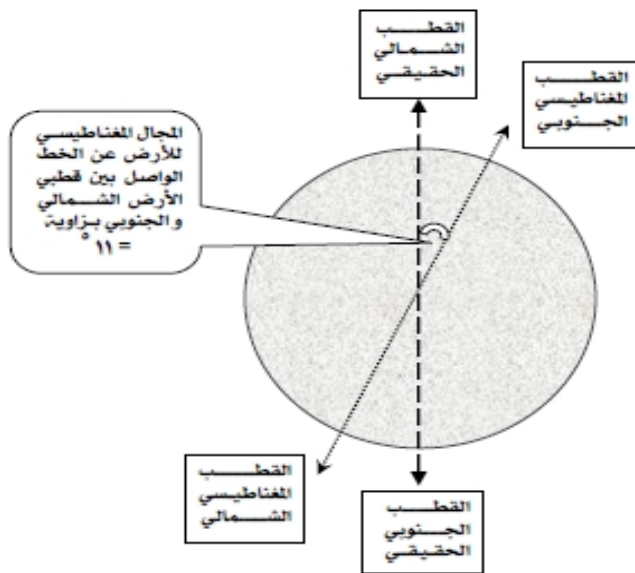 القطب
الشمالي
الحقيقي
القطب
المغناطيسي
الجنوبي
المجال المغناطيسي
للأرض عن الخط
الواصل بين قطبي
الأرض الشمالي
والجنوبي بزاوية
= ١١ °
القطب
المغناطيسي
الشمالي
القطب
الجنوبي
الحقيقي